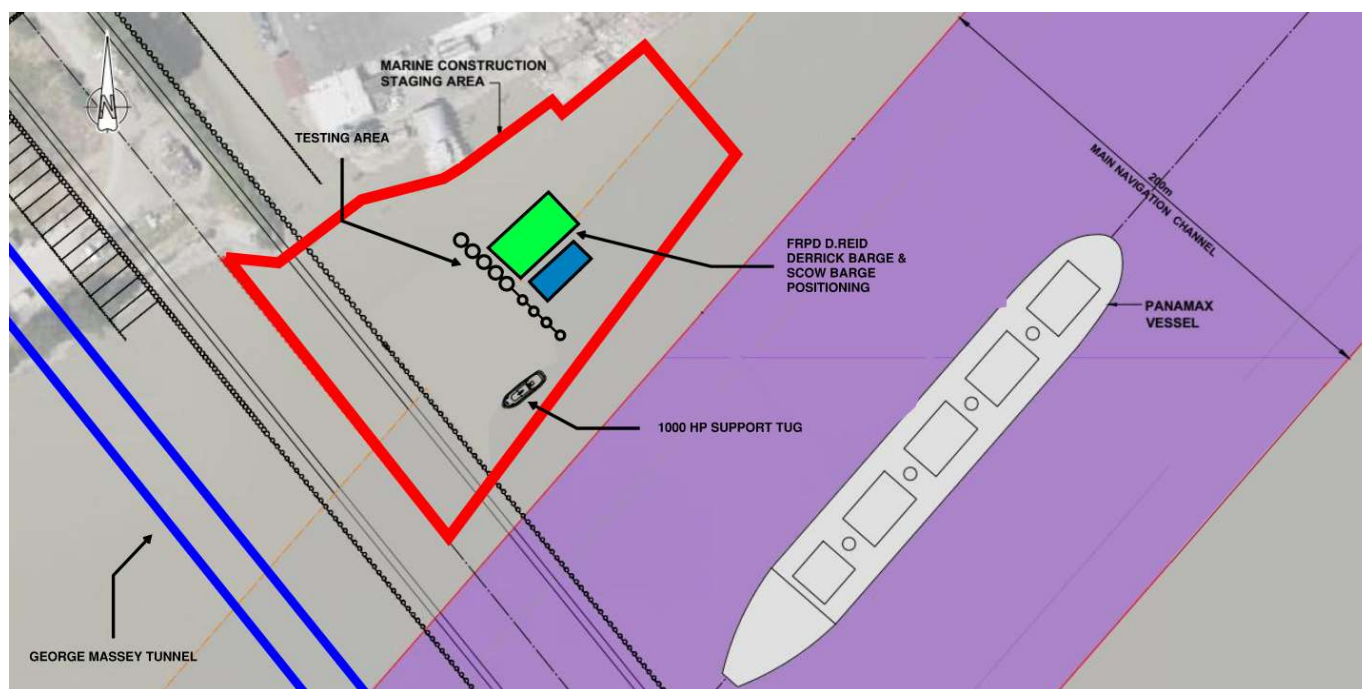 MARINE CONSTRUCTION
STAGING AREA
N
TESTING AREA
200m
MAIN NAVIGATION CHANNEL
FRPD D.REID
DERRICK BARGE &
SCOW BARGE
POSITIONING
PANAMAX
VESSEL
1000 HP SUPPORT TUG
GEORGE MASSEY TUNNEL